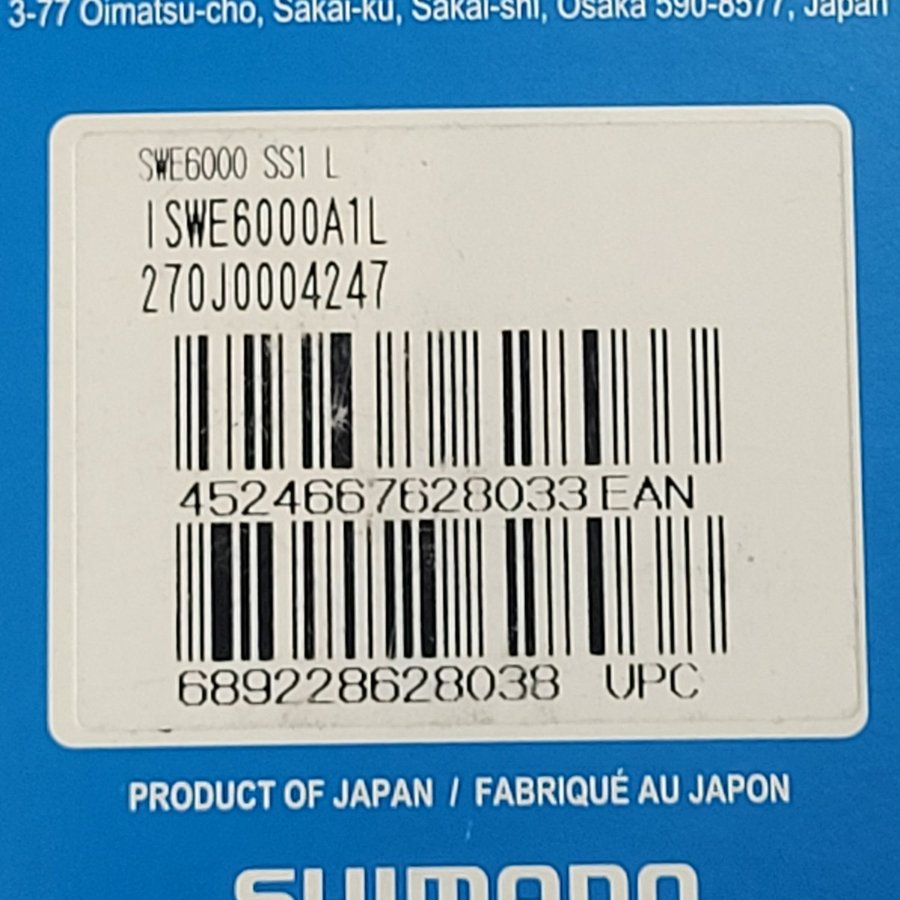 3-77 Oimatsu-cho, Sakai-ku, Sakai-shi, Osaka 590-8577, Japan
SWE6000 SS1 L
ISWE6000A1L
270J0004247
4524667628033 EAN
689228628038 UPC
PRODUCT OF JAPAN / FABRIQUÉ AU JAPON
SHIMANO